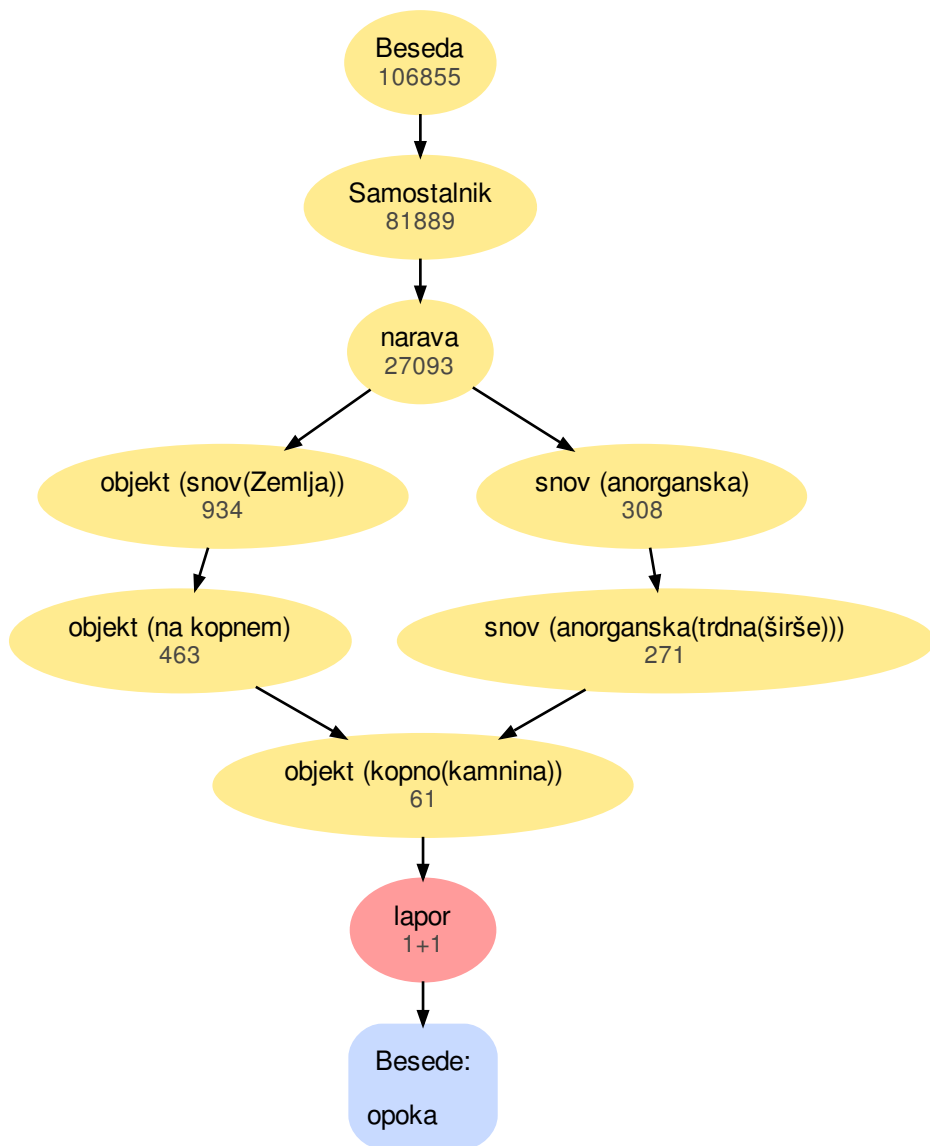 Beseda
106855
Samostalnik
81889
narava
27093
objekt (snov(Zemlja))
934
snov (anorganska)
308
objekt (na kopnem)
463
snov (anorganska(trdna(širše)))
271
objekt (kopno(kamnina))
61
lapor
1+1
Besede:
opoka